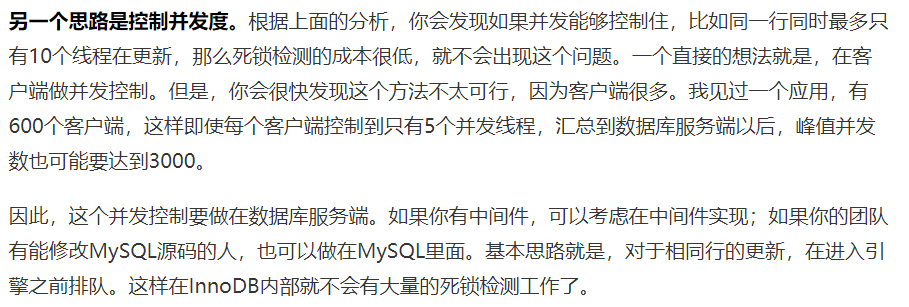 另一个思路是控制并发度。根据上面的分析，你会发现如果并发能够控制住，比如同一行同时最多只
有10个线程在更新，那么死锁检测的成本很低，就不会出现这个问题。一个直接的想法就是，在客
户端做并发控制。但是，你会很快发现这个方法不太可行，因为客户端很多。我见过一个应用，有
600个客户端，这样即使每个客户端控制到只有5个并发线程，汇总到数据库服务端以后，峰值并发
数也可能要达到3000。
因此，这个并发控制要做在数据库服务端。如果你有中间件，可以考虑在中间件实现；如果你的团队
有能修改MySQL源码的人，也可以做在MySQL里面。基本思路就是，对于相同行的更新，在进入引
擎之前排队。这样在InnoDB内部就不会有大量的死锁检测工作了。